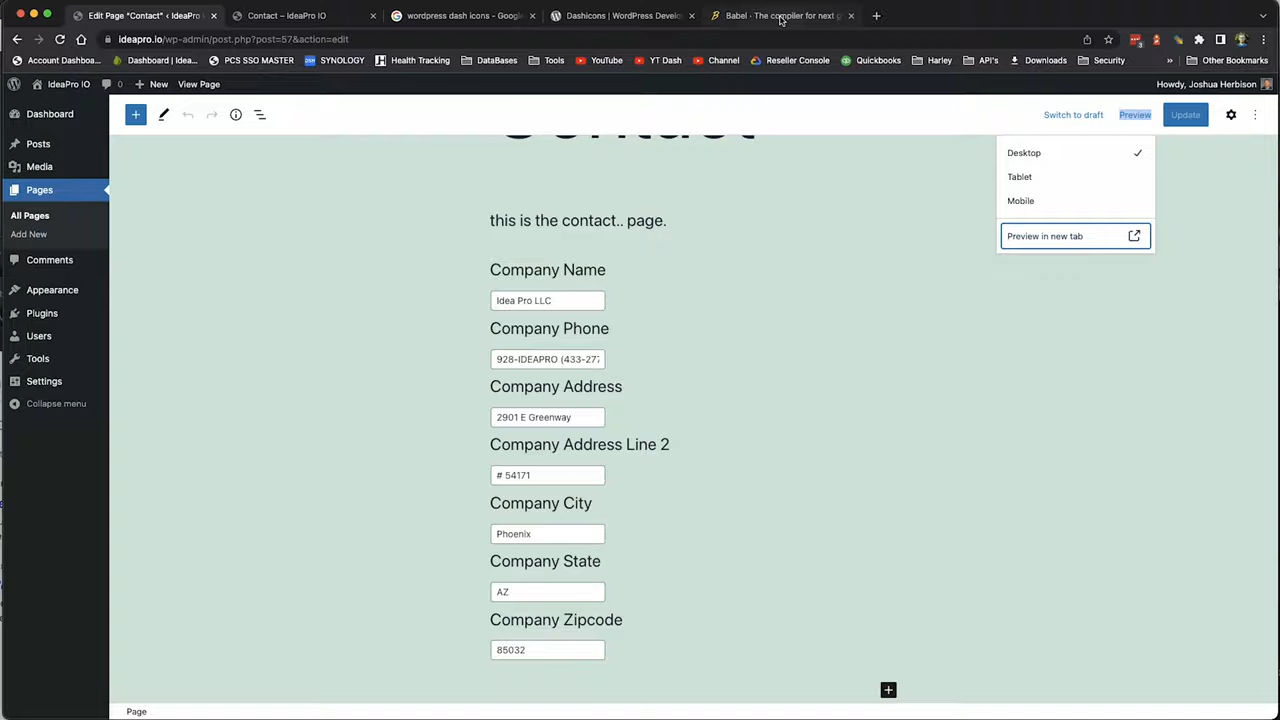 Edit Page "Contact" ‹ IdeaPro
Contact – IdeaPro IO
wordpress dash icons - Google
Dashicons | WordPress Develo
Babel · The compiler for next g
ideapro.io/wp-admin/post.php?post=57&action=edit
Account Dashboa...
Dashboard | Idea...
PCS SSO MASTER
DSM
SYNOLOGY
Health Tracking
DataBases
Tools
YouTube
YT Dash
Channel
Reseller Console
Quickbooks
Harley
API's
Downloads
Security
Other Bookmarks
IdeaPro IO
0
New
View Page
Howdy, Joshua Herbison
Dashboard
Posts
Media
Pages
All Pages
Add New
Comments
Appearance
Plugins
Users
Tools
Settings
Collapse menu
Switch to draft
Preview
Update
Desktop
Tablet
Mobile
Preview in new tab
Contact
this is the contact.. page.
Company Name
Idea Pro LLC
Company Phone
928-IDEAPRO (433-277
Company Address
2901 E Greenway
Company Address Line 2
# 54171
Company City
Phoenix
Company State
AZ
Company Zipcode
85032
Page